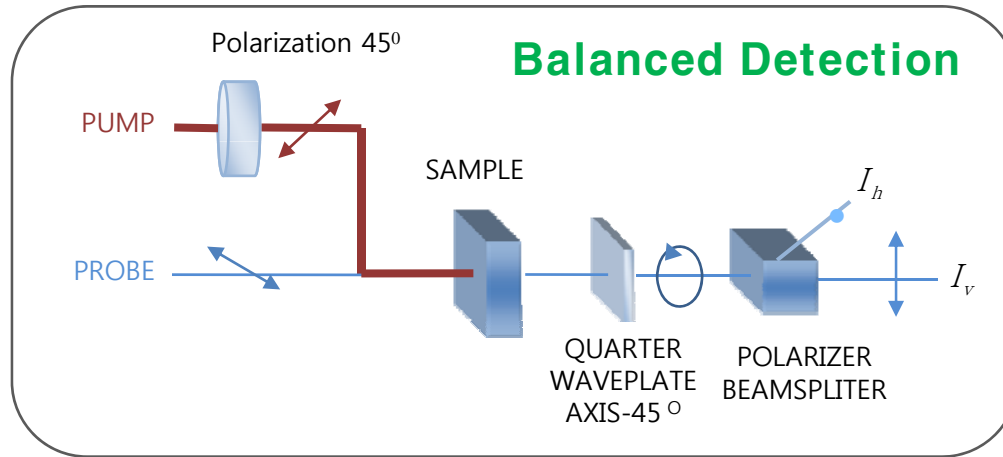 Polarization 45⁰
Balanced Detection
PUMP
SAMPLE
I_h
PROBE
I_v
QUARTER
WAVEPLATE
AXIS-45 ᴼ
POLARIZER
BEAMSPLITER